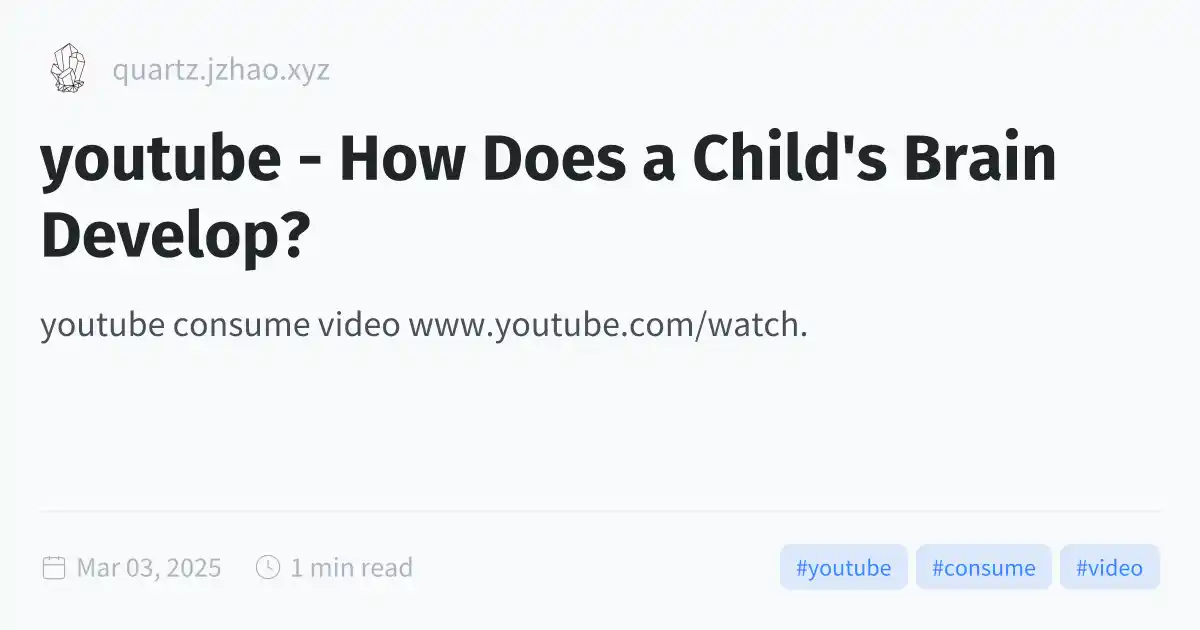 quartz.jzhao.xyz
youtube - How Does a Child's Brain
Develop?
youtube consume video www.youtube.com/watch.
Mar 03, 2025 1 min read #youtube #consume #video